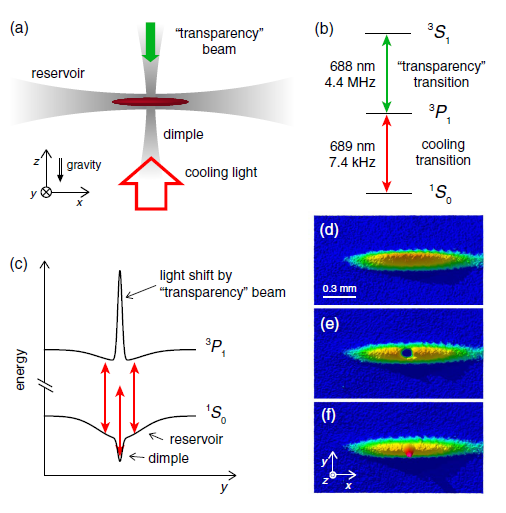 (a)
"transparency"
beam
reservoir
dimple
cooling light
z
gravity
y
x
(b)
³S₁
688 nm
4.4 MHz
"transparency"
transition
³P₁
689 nm
7.4 kHz
cooling
transition
¹S₀
(c)
light shift by
"transparency" beam
³P₁
energy
¹S₀
reservoir
dimple
y
(d)
0.3 mm
(e)
(f)
y
z
x